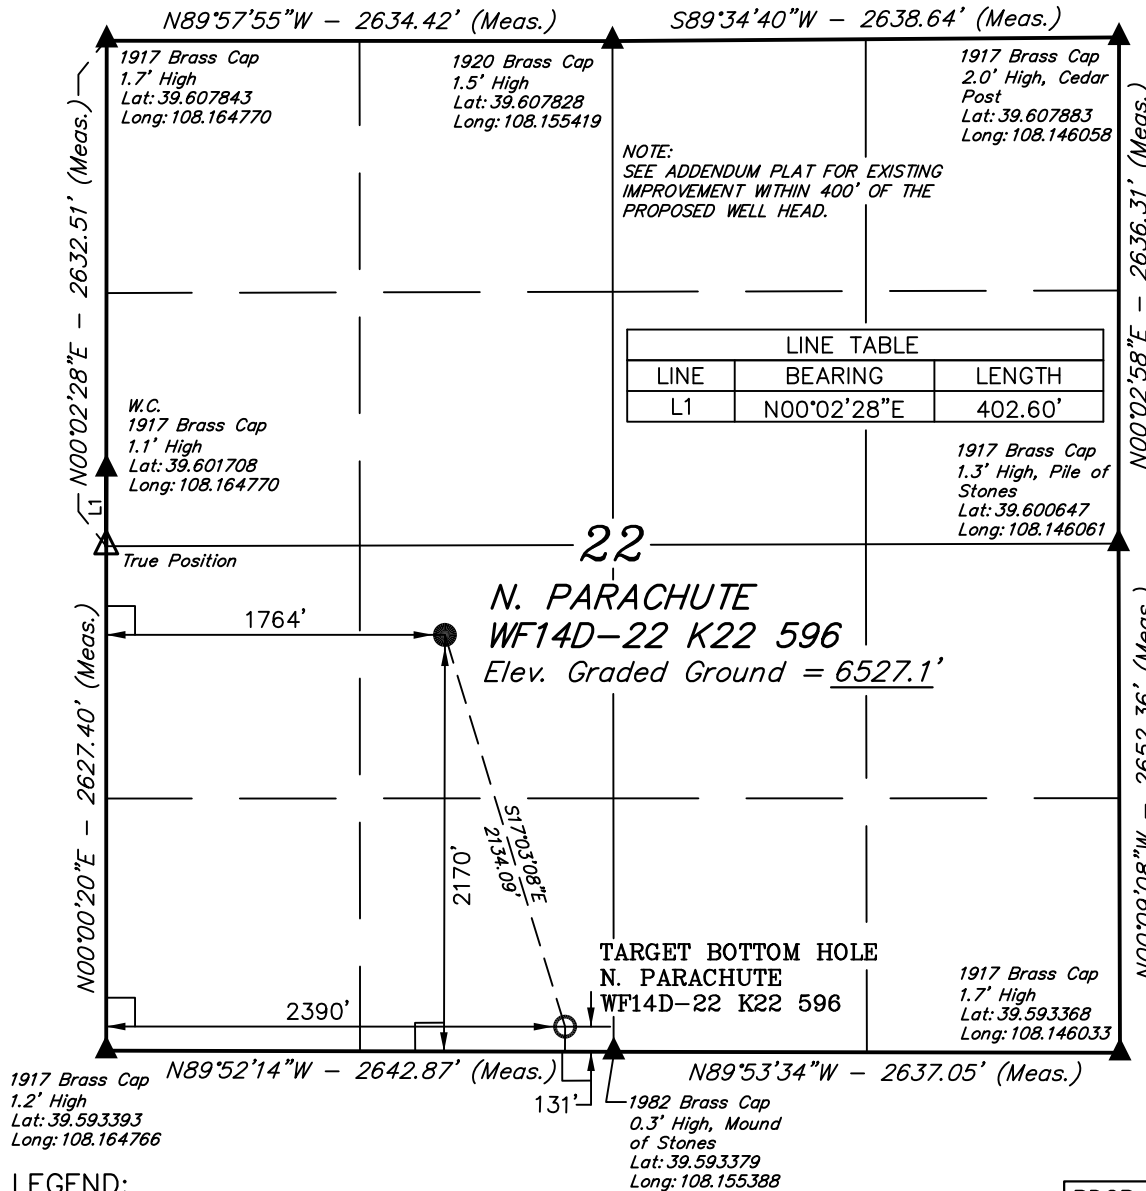 N89°57'55"W - 2634.42' (Meas.)
S89°34'40"W - 2638.64' (Meas.)
1917 Brass Cap
1.7' High
Lat: 39.607843
Long: 108.164770
1920 Brass Cap
1.5' High
Lat: 39.607828
Long: 108.155419
1917 Brass Cap
2.0' High, Cedar
Post
Lat: 39.607883
Long: 108.146058
NOTE:
SEE ADDENDUM PLAT FOR EXISTING
IMPROVEMENT WITHIN 400' OF THE
PROPOSED WELL HEAD.
N00°02'28"E - 2632.51' (Meas.)
N00°02'58"E - 2636.31' (Meas.)
LINE TABLE
LINE BEARING LENGTH
L1 N00°02'28"E 402.60'
W.C.
1917 Brass Cap
1.1' High
Lat: 39.601708
Long: 108.164770
1917 Brass Cap
1.3' High, Pile of
Stones
Lat: 39.600647
Long: 108.146061
L1
True Position
22
N. PARACHUTE
WF14D-22 K22 596
Elev. Graded Ground = 6527.1'
1764'
N00°00'20"E - 2627.40' (Meas.)
N00°09'08"W - 2652.36' (Meas.)
2170'
S17°03'08"E
2134.09'
TARGET BOTTOM HOLE
N. PARACHUTE
WF14D-22 K22 596
2390'
1917 Brass Cap
1.7' High
Lat: 39.593368
Long: 108.146033
1917 Brass Cap
1.2' High
Lat: 39.593393
Long: 108.164766
N89°52'14"W - 2642.87' (Meas.)
N89°53'34"W - 2637.05' (Meas.)
131'
1982 Brass Cap
0.3' High, Mound
of Stones
Lat: 39.593379
Long: 108.155388
LEGEND: